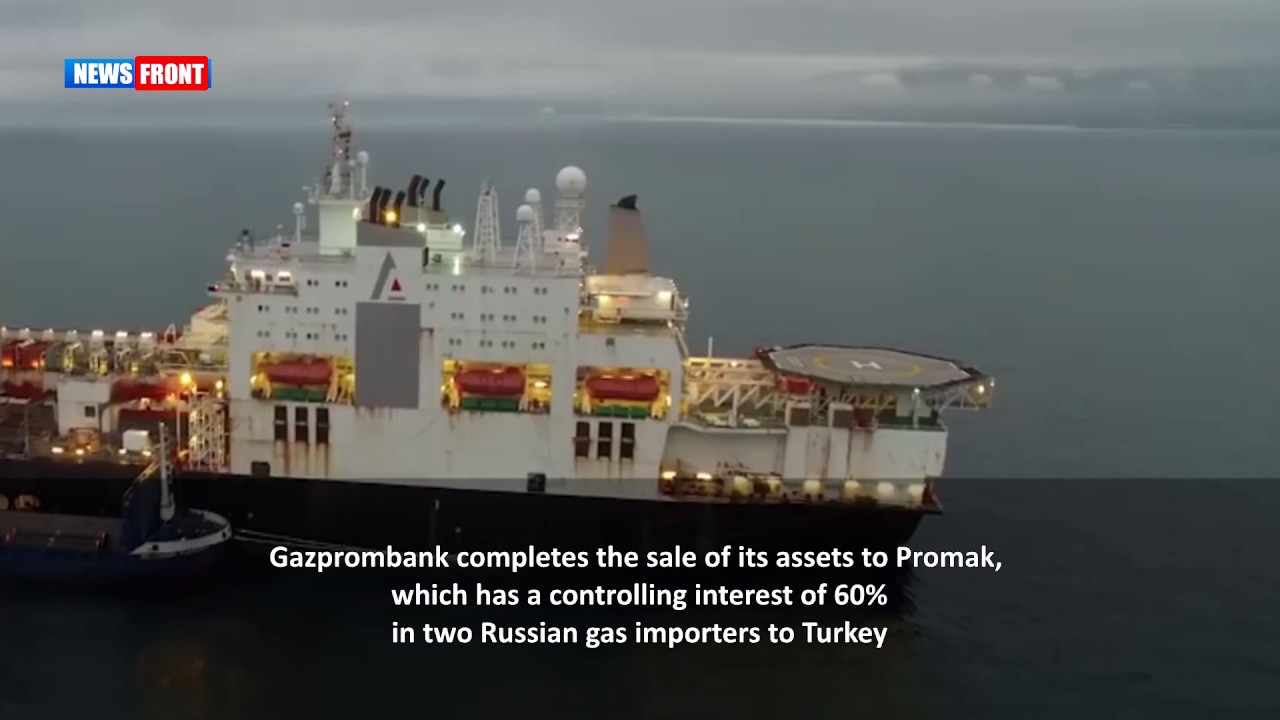 NEWS FRONT
H
Gazprombank completes the sale of its assets to Promak,
which has a controlling interest of 60%
in two Russian gas importers to Turkey